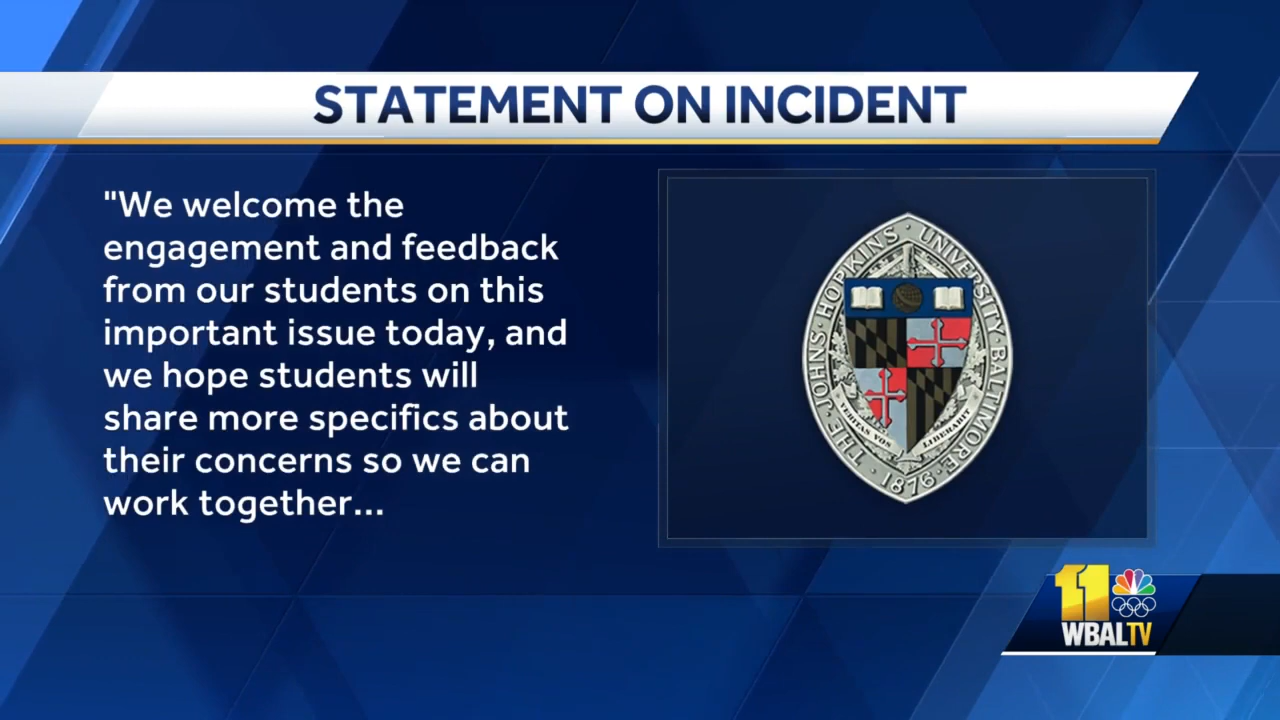 STATEMENT ON INCIDENT
"We welcome the
engagement and feedback
from our students on this
important issue today, and
we hope students will
share more specifics about
their concerns so we can
work together...
THE · JOHNS · HOPKINS · UNIVERSITY · BALTIMORE ·
VERITAS VOS
LIBERABIT
· 1876 ·
11
WBALTV